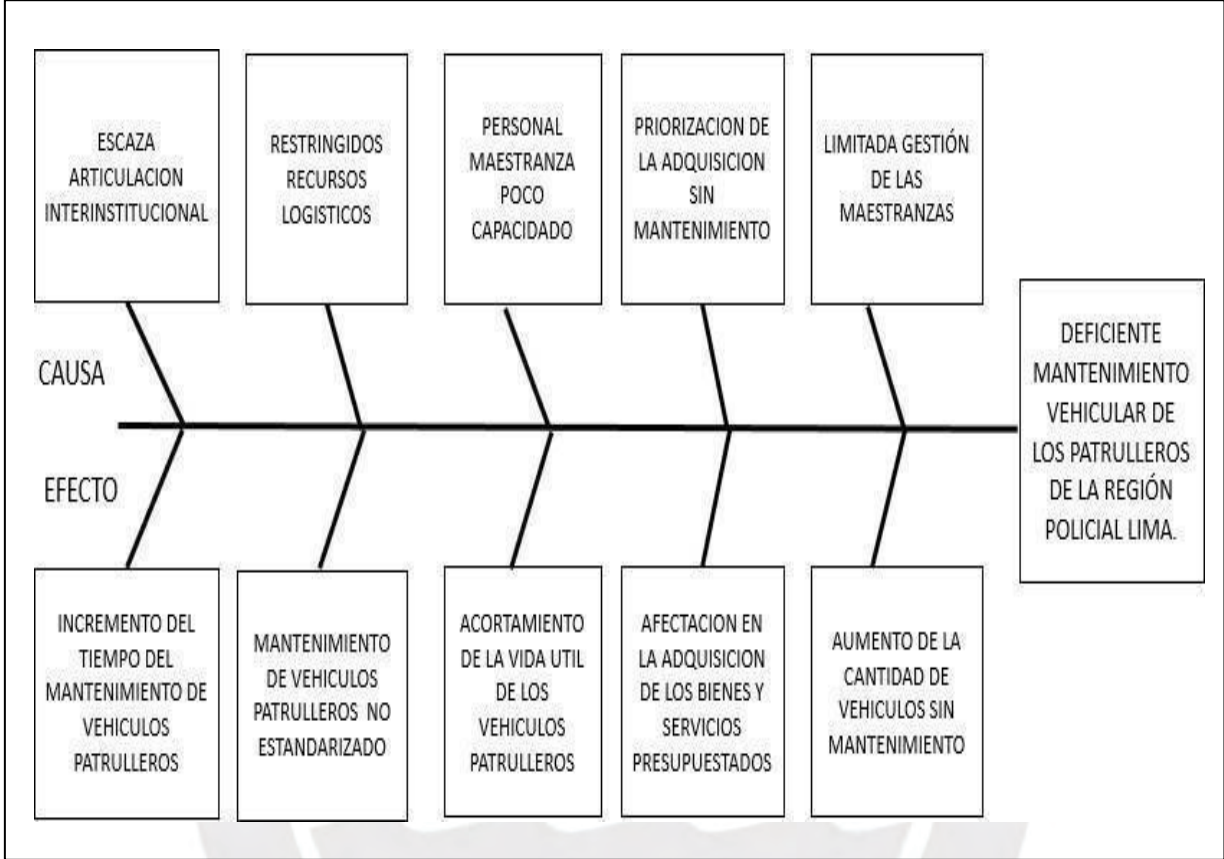 ESCAZA
ARTICULACION
INTERINSTITUCIONAL
RESTRINGIDOS
RECURSOS
LOGISTICOS
PERSONAL
MAESTRANZA
POCO
CAPACIDADO
PRIORIZACION DE
LA ADQUISICION
SIN
MANTENIMIENTO
LIMITADA GESTIÓN
DE LAS
MAESTRANZAS
CAUSA
EFECTO
DEFICIENTE
MANTENIMIENTO
VEHICULAR DE
LOS PATRULLEROS
DE LA REGIÓN
POLICIAL LIMA.
INCREMENTO DEL
TIEMPO DEL
MANTENIMIENTO DE
VEHICULOS
PATRULLEROS
MANTENIMIENTO
DE VEHICULOS
PATRULLEROS NO
ESTANDARIZADO
ACORTAMIENTO
DE LA VIDA UTIL
DE LOS
VEHICULOS
PATRULLEROS
AFECTACION EN
LA ADQUISICION
DE LOS BIENES Y
SERVICIOS
PRESUPUESTADOS
AUMENTO DE LA
CANTIDAD DE
VEHICULOS SIN
MANTENIMIENTO